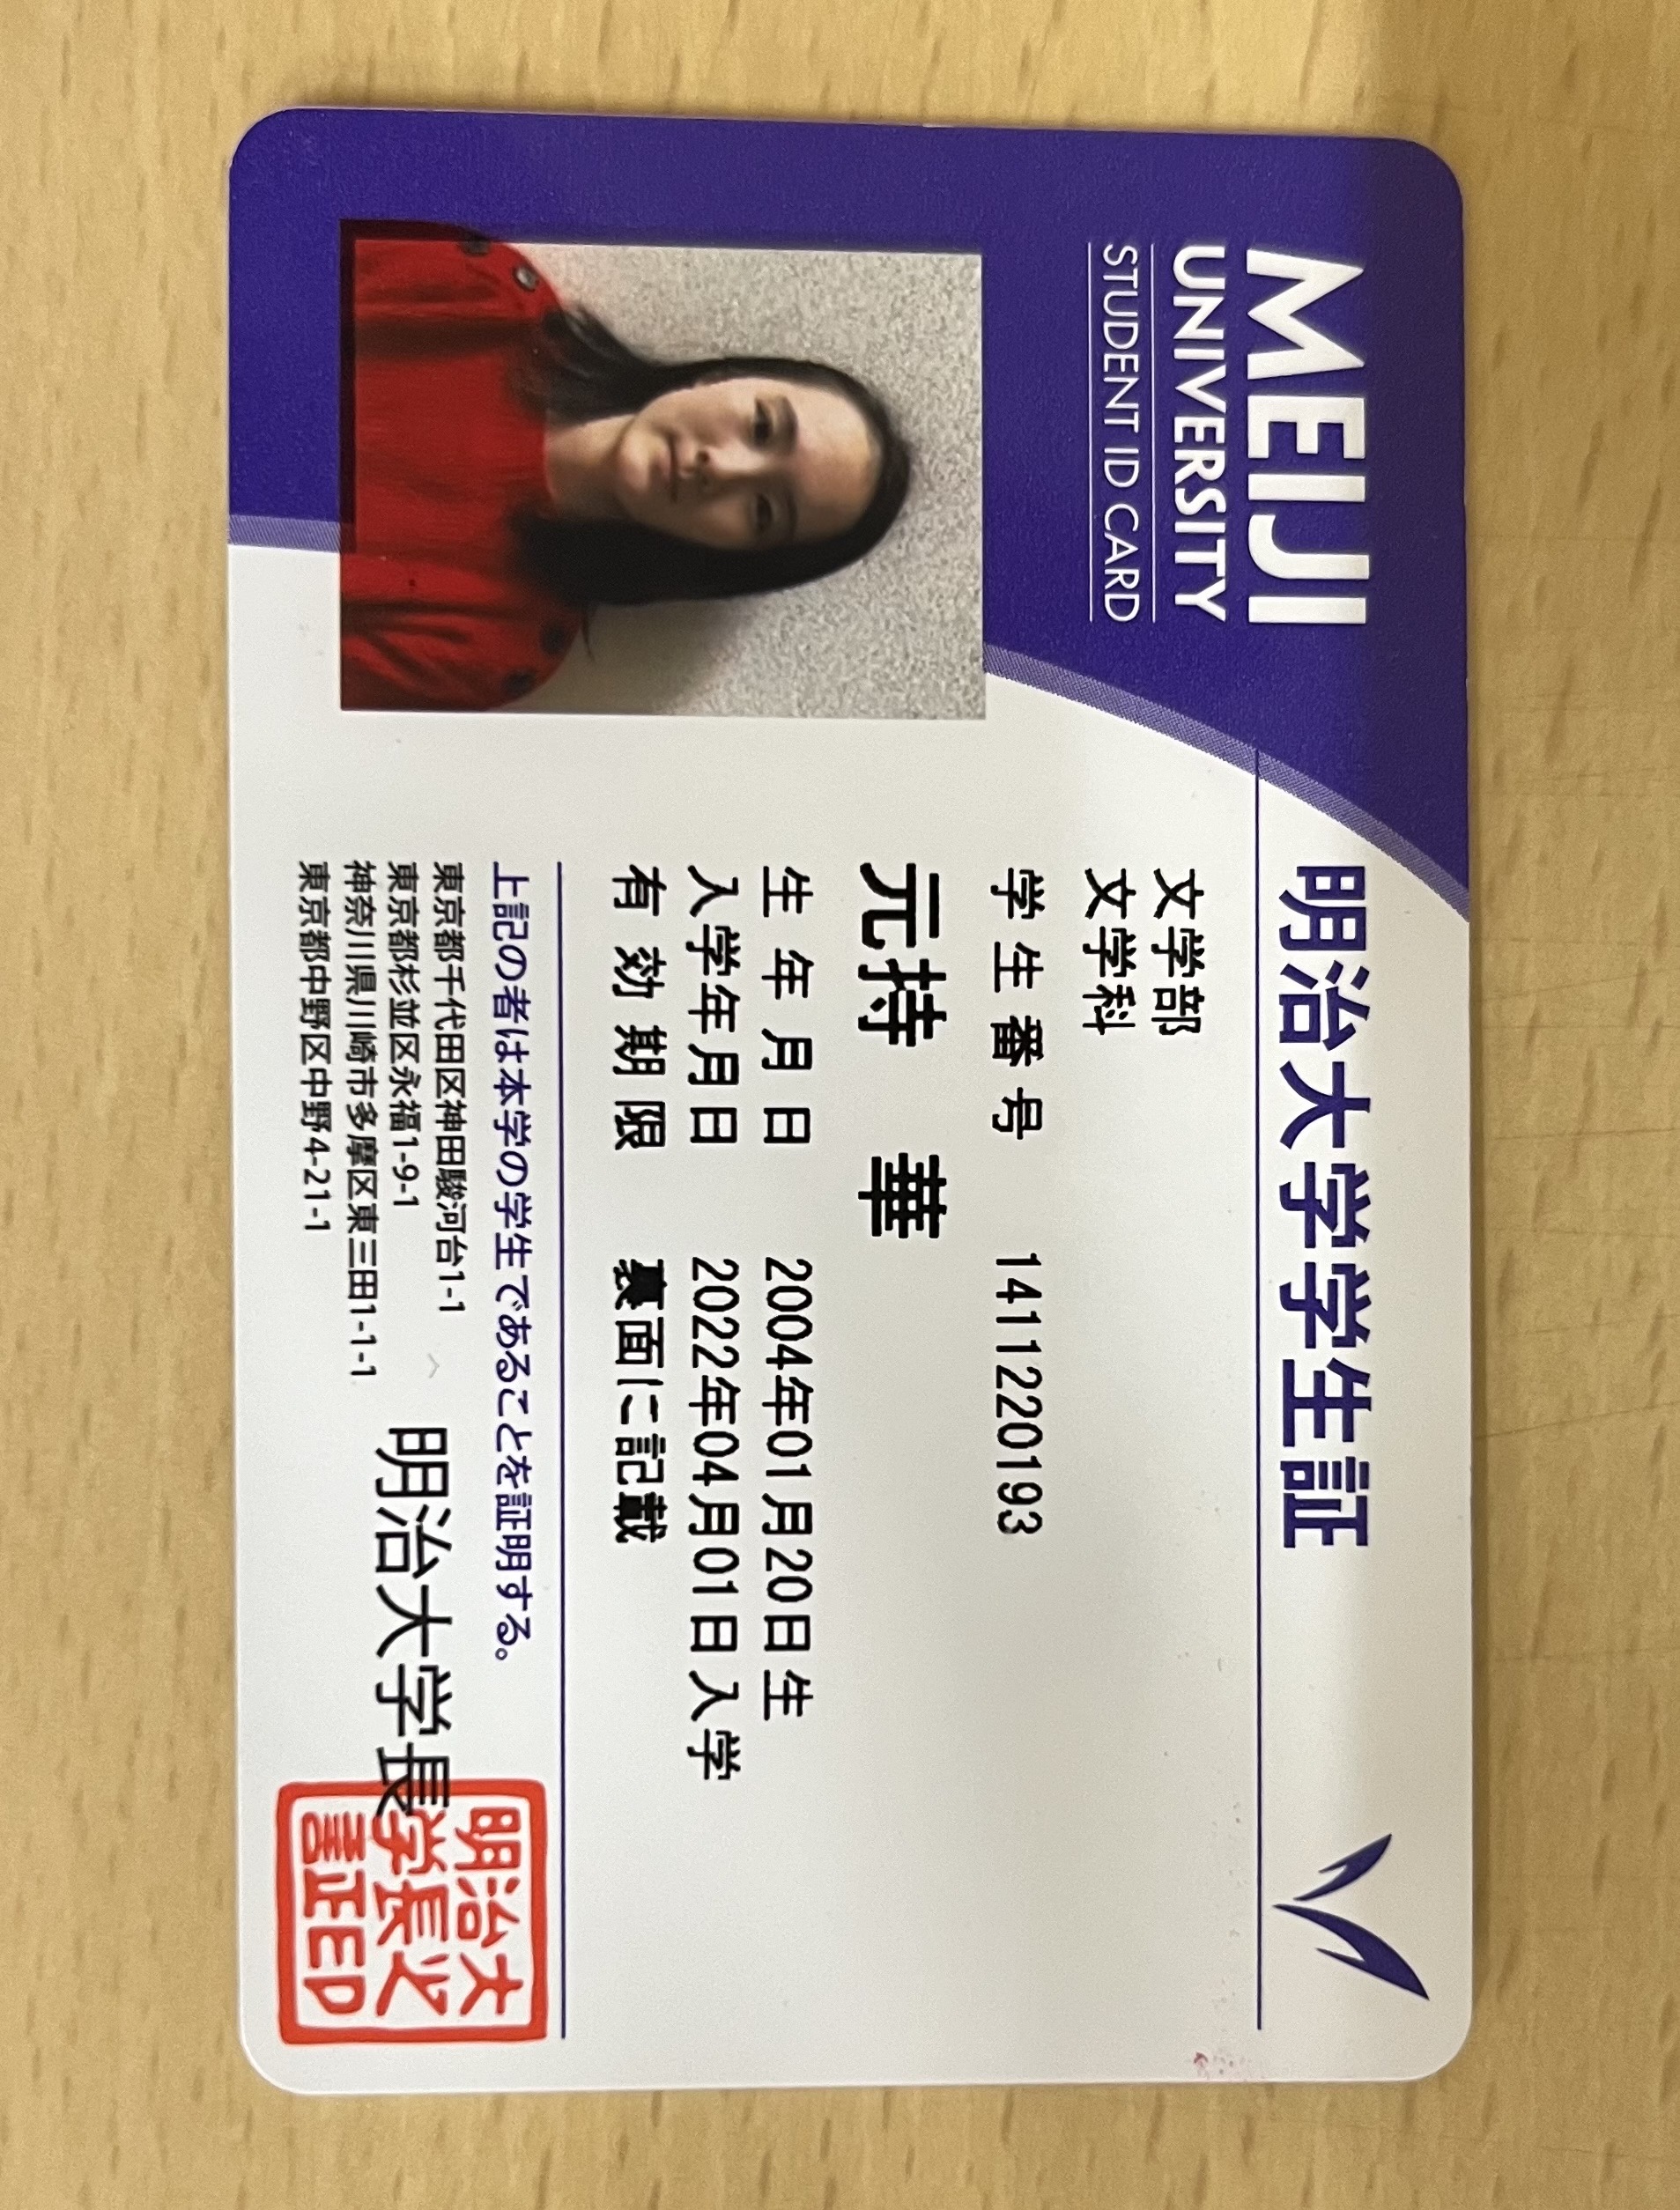 MEIJI
UNIVERSITY
STUDENT ID CARD
明治大学学生証
文学部
文学科
学生番号 1411220193
元持 華
生年月日 2004年01月20日生
入学年月日 2022年04月01日入学
有効期限 裏面に記載
上記の者は本学の学生であることを証明する。
東京都千代田区神田駿河台1-1
東京都杉並区永福1-9-1
神奈川県川崎市多摩区東三田1-1-1
東京都中野区中野4-21-1
明治大学長
明治大
学長之
証印